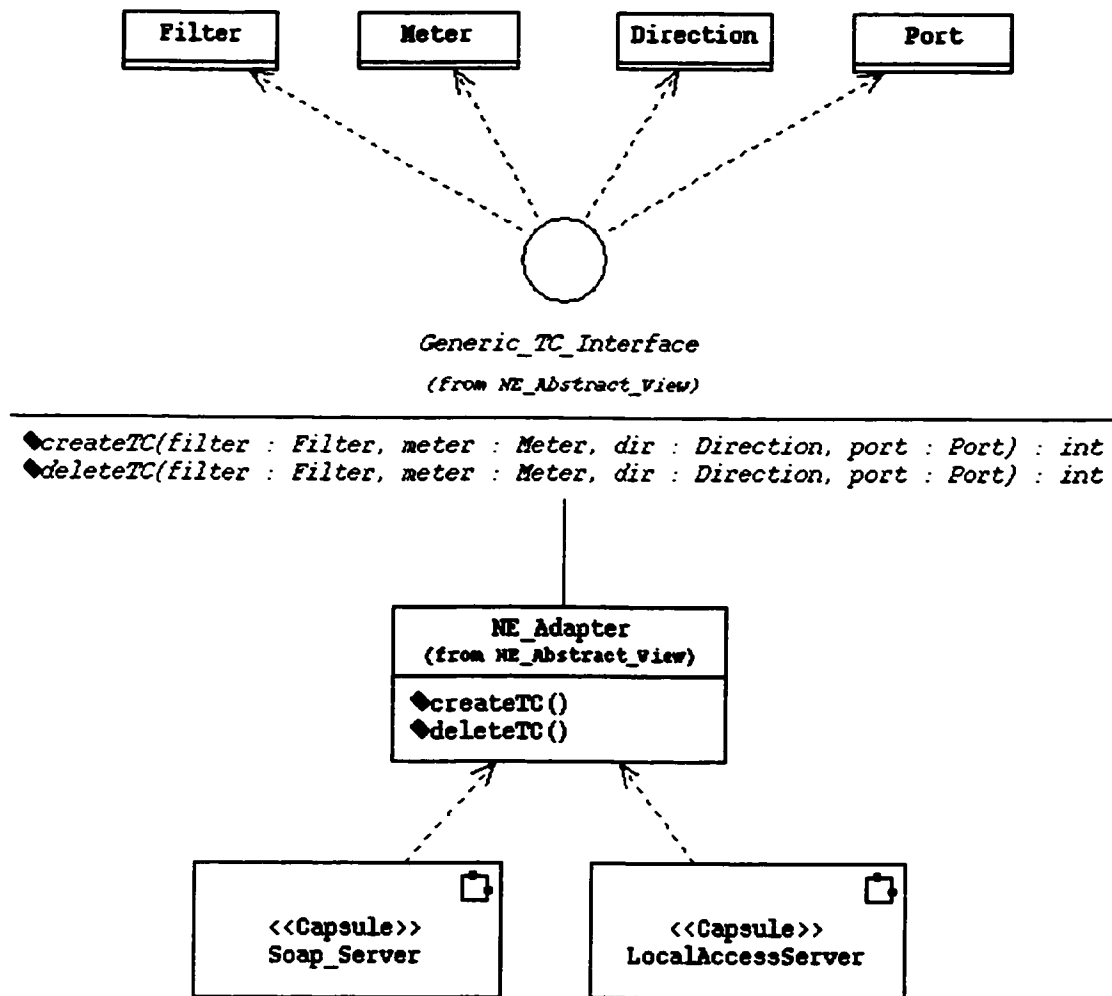 Filter
Meter
Direction
Port
Generic_TC_Interface
(from NE_Abstract_View)
createTC(filter : Filter, meter : Meter, dir : Direction, port : Port) : int
deleteTC(filter : Filter, meter : Meter, dir : Direction, port : Port) : int
NE_Adapter
(from NE_Abstract_View)
createTC()
deleteTC()
<<Capsule>>
Soap_Server
<<Capsule>>
LocalAccessServer